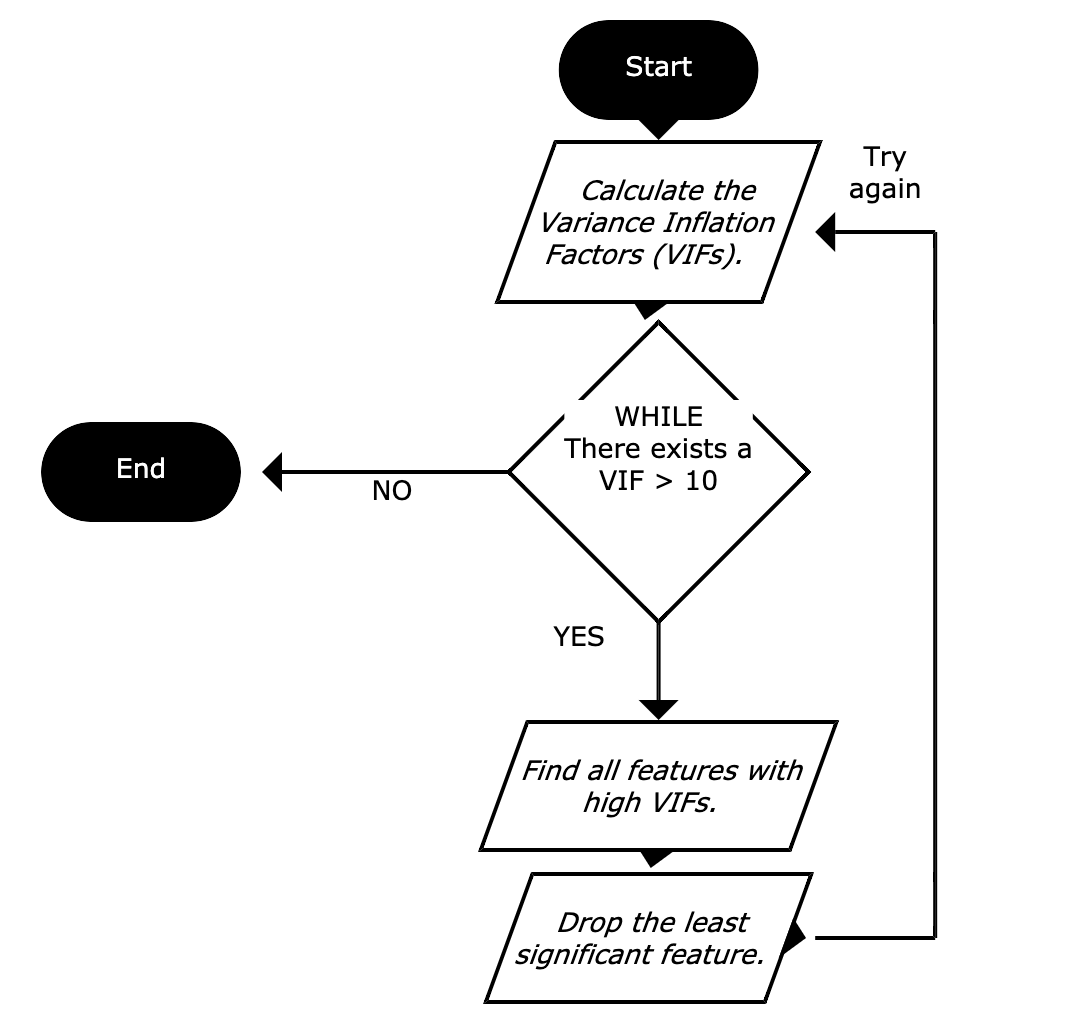 Start
Try
again
Calculate the
Variance Inflation
Factors (VIFs).
WHILE
There exists a
VIF > 10
End
NO
YES
Find all features with
high VIFs.
Drop the least
significant feature.